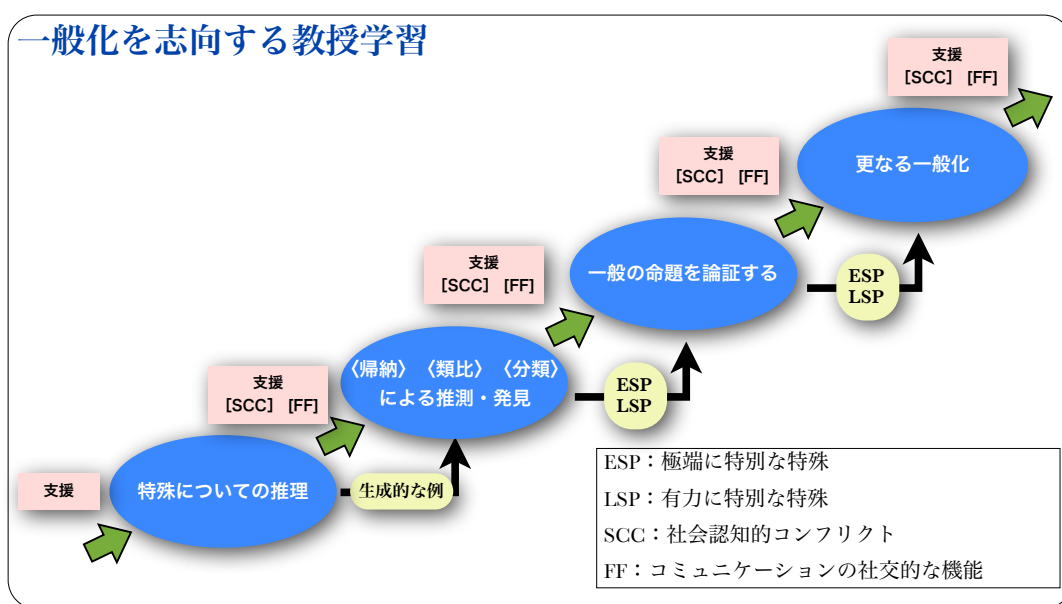 一般化を志向する教授学習
支援
［SCC］ [FF]
更なる一般化
支援
［SCC］ [FF]
一般の命題を論証する
ESP
LSP
支援
［SCC］ [FF]
〈帰納〉〈類比〉〈分類〉
による推測・発見
ESP
LSP
支援
［SCC］ [FF]
特殊についての推理
生成的な例
支援
ESP：極端に特別な特殊
LSP：有力に特別な特殊
SCC：社会認知的コンフリクト
FF：コミュニケーションの社交的な機能